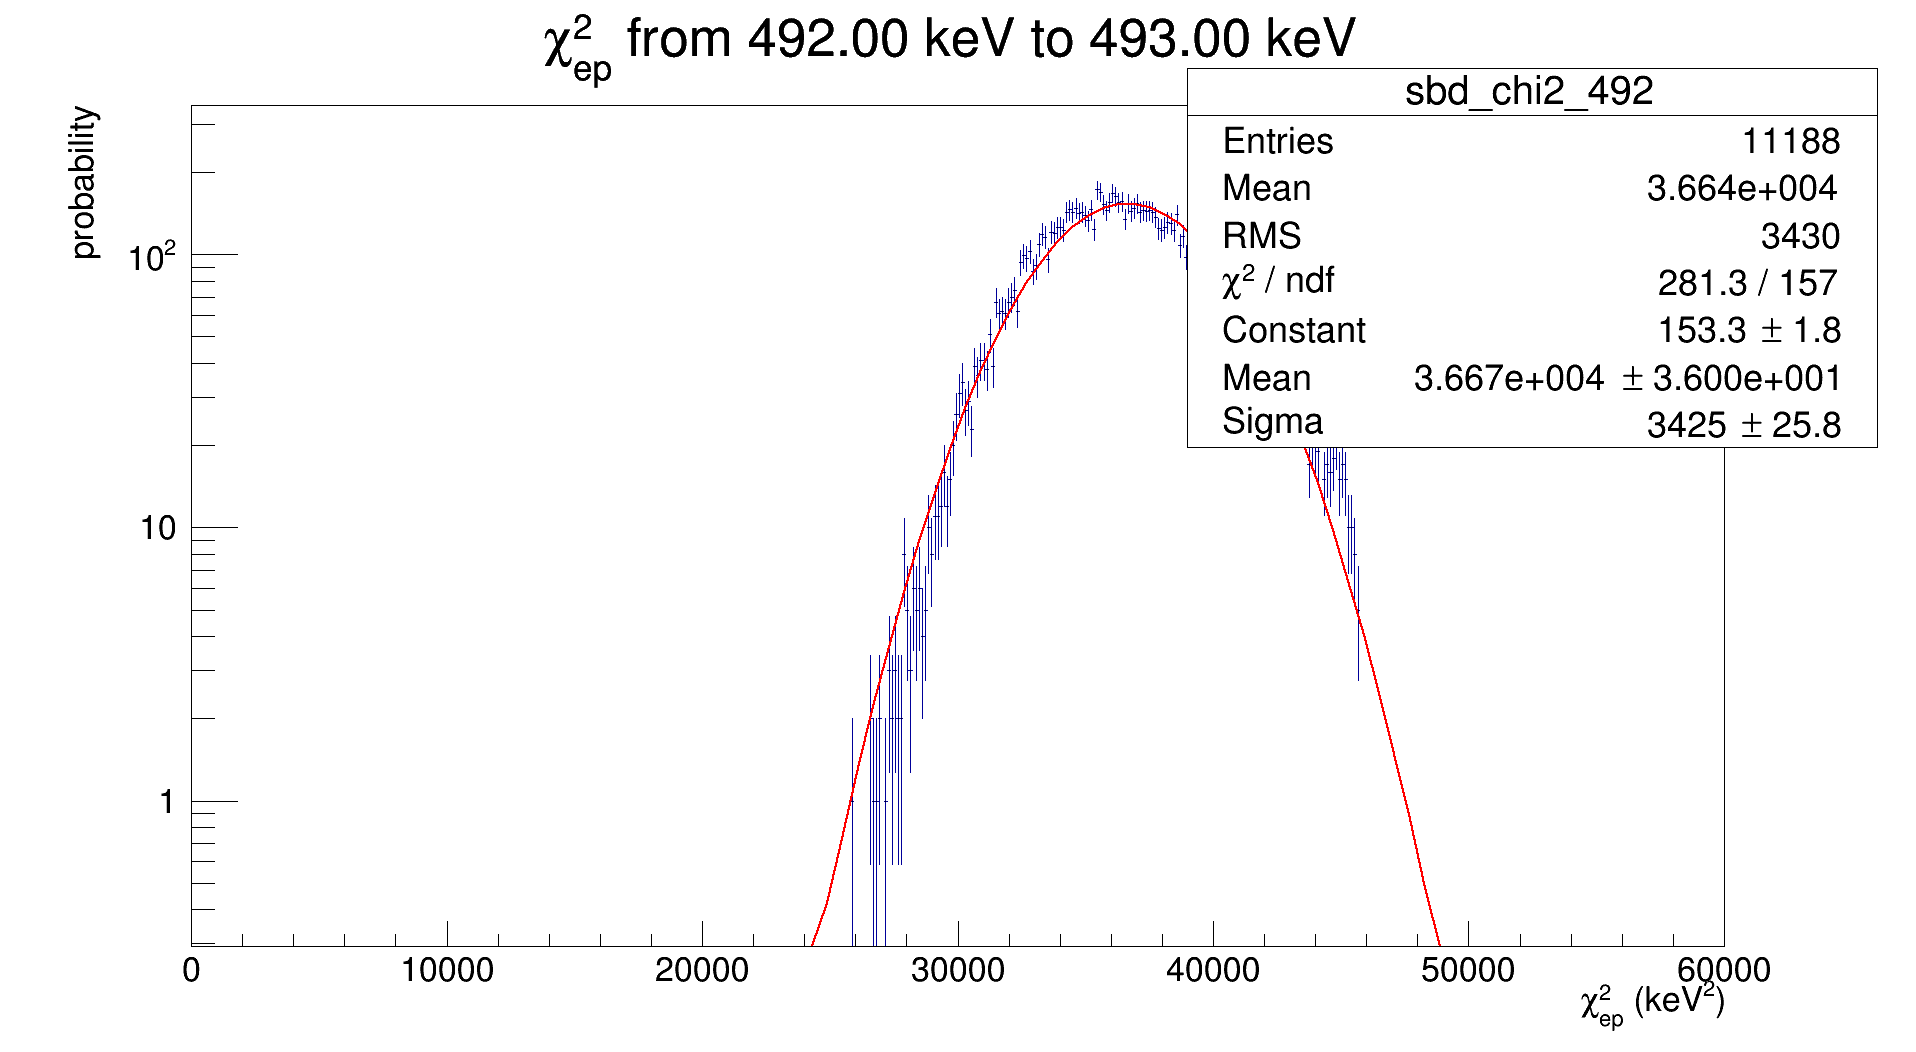 χ²ep from 492.00 keV to 493.00 keV
sbd_chi2_492
Entries 11188
Mean 3.664e+004
RMS 3430
χ² / ndf 281.3 / 157
Constant 153.3 ± 1.8
Mean 3.667e+004 ± 3.600e+001
Sigma 3425 ± 25.8
probability
10²
10
1
0 10000 20000 30000 40000 50000 60000
χ²ep (keV²)